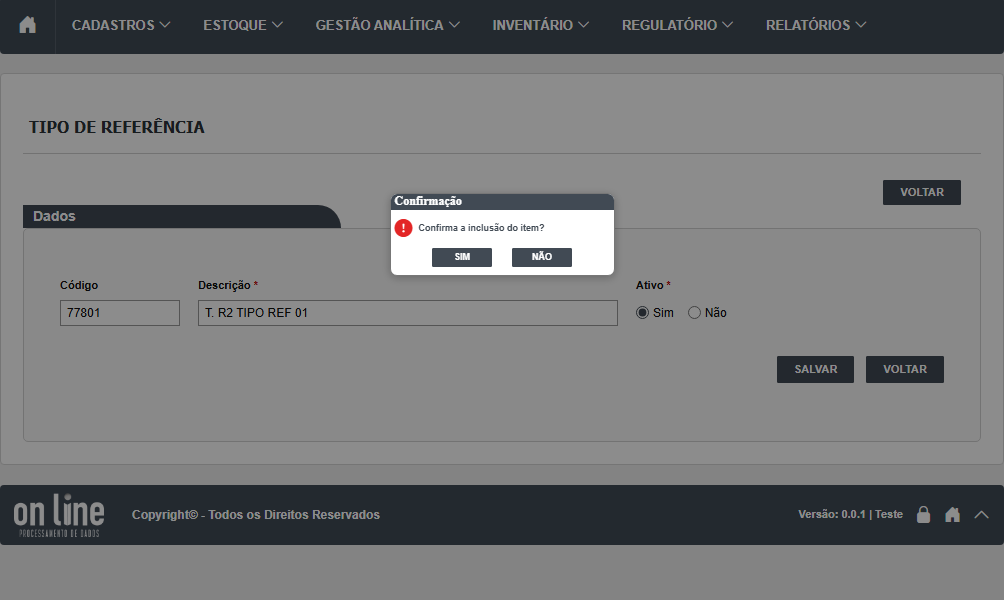 CADASTROS ESTOQUE GESTÃO ANALÍTICA INVENTÁRIO REGULATÓRIO RELATÓRIOS
TIPO DE REFERÊNCIA
VOLTAR
Dados
Confirmação
Confirma a inclusão do item?
SIM NÃO
Código Descrição * Ativo *
77801 T. R2 TIPO REF 01 Sim Não
SALVAR VOLTAR
on line
PROCESSAMENTO DE DADOS
Copyright© - Todos os Direitos Reservados
Versão: 0.0.1 | Teste